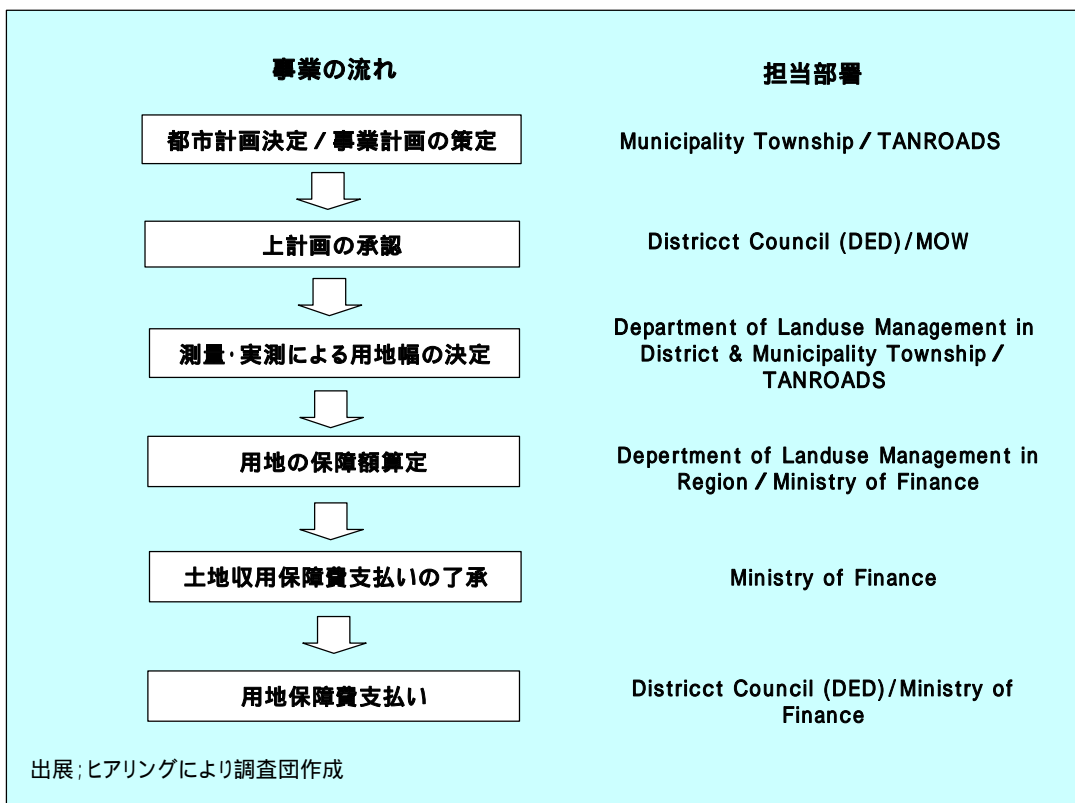 事業の流れ
担当部署
都市計画決定/事業計画の策定
Municipality Township/TANROADS
上計画の承認
Districct Council (DED)/MOW
測量・実測による用地幅の決定
Department of Landuse Management in
District & Municipality Township/
TANROADS
用地の保障額算定
Depertment of Landuse Management in
Region/Ministry of Finance
土地収用保障費支払いの了承
Ministry of Finance
用地保障費支払い
Districct Council (DED)/Ministry of
Finance
出展;ヒアリングにより調査団作成